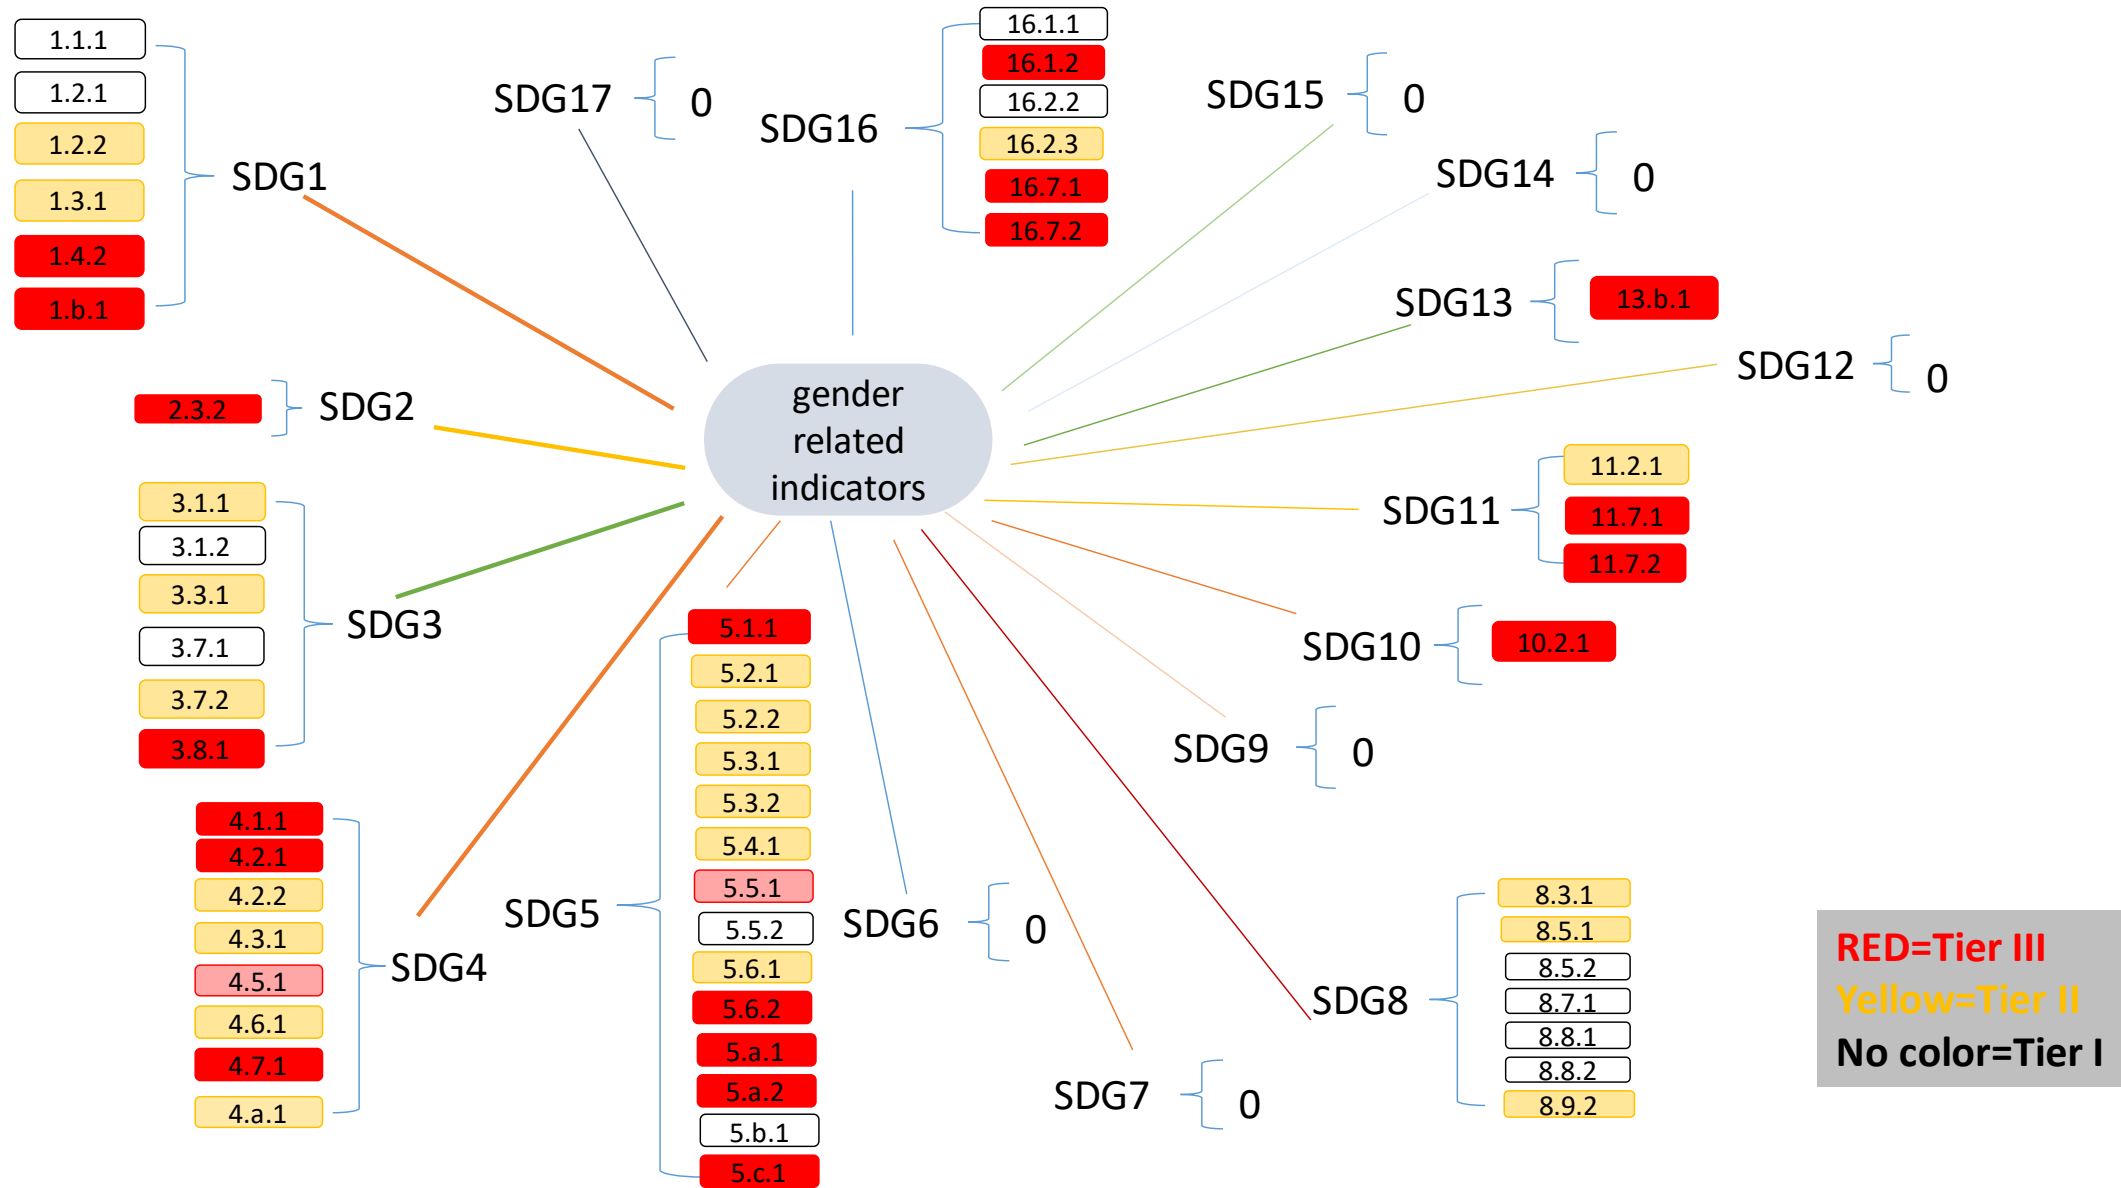 1.1.1
1.2.1
1.2.2
1.3.1
1.4.2
1.b.1
SDG1
SDG17
0
SDG16
16.1.1
16.1.2
16.2.2
16.2.3
16.7.1
16.7.2
SDG15
0
SDG14
0
SDG13
13.b.1
SDG12
0
gender
related
indicators
2.3.2
SDG2
3.1.1
3.1.2
3.3.1
3.7.1
3.7.2
3.8.1
SDG3
11.2.1
11.7.1
11.7.2
SDG11
SDG10
10.2.1
SDG9
0
4.1.1
4.2.1
4.2.2
4.3.1
4.5.1
4.6.1
4.7.1
4.a.1
SDG4
SDG5
5.1.1
5.2.1
5.2.2
5.3.1
5.3.2
5.4.1
5.5.1
5.5.2
5.6.1
5.6.2
5.a.1
5.a.2
5.b.1
5.c.1
SDG6
0
SDG7
0
SDG8
8.3.1
8.5.1
8.5.2
8.7.1
8.8.1
8.8.2
8.9.2
RED=Tier III
Yellow=Tier II
No color=Tier I